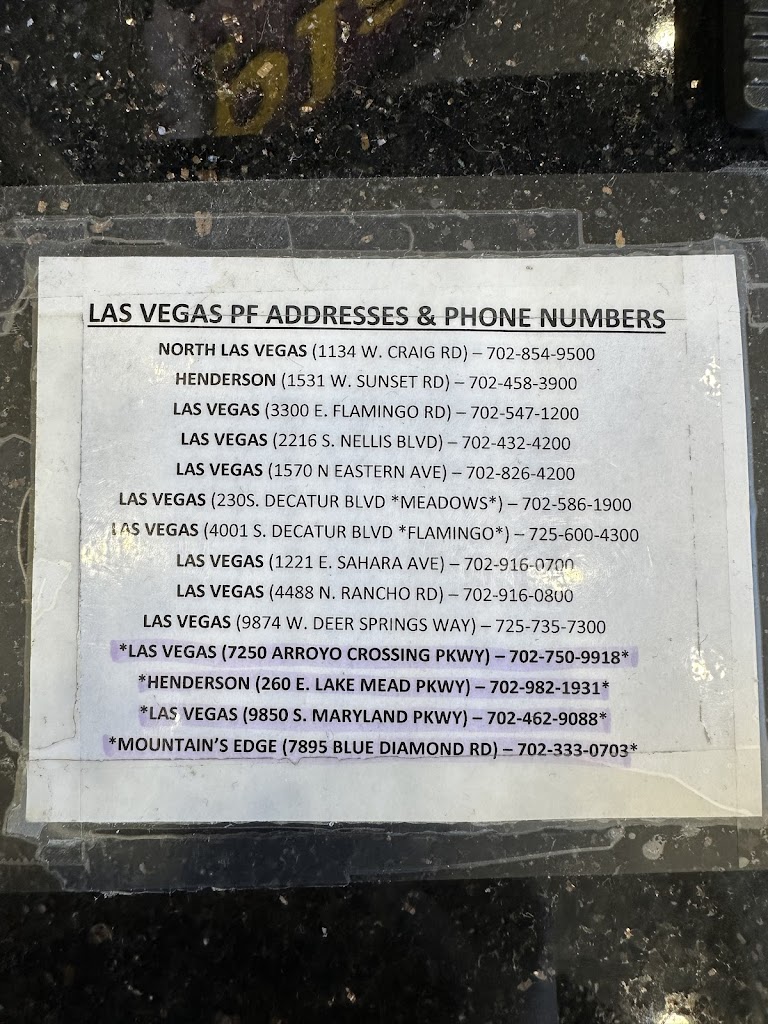 LAS VEGAS PF ADDRESSES & PHONE NUMBERS
NORTH LAS VEGAS (1134 W. CRAIG RD) – 702-854-9500
HENDERSON (1531 W. SUNSET RD) – 702-458-3900
LAS VEGAS (3300 E. FLAMINGO RD) – 702-547-1200
LAS VEGAS (2216 S. NELLIS BLVD) – 702-432-4200
LAS VEGAS (1570 N EASTERN AVE) – 702-826-4200
LAS VEGAS (230S. DECATUR BLVD *MEADOWS*) – 702-586-1900
LAS VEGAS (4001 S. DECATUR BLVD *FLAMINGO*) – 725-600-4300
LAS VEGAS (1221 E. SAHARA AVE) – 702-916-0700
LAS VEGAS (4488 N. RANCHO RD) – 702-916-0800
LAS VEGAS (9874 W. DEER SPRINGS WAY) – 725-735-7300
*LAS VEGAS (7250 ARROYO CROSSING PKWY) – 702-750-9918*
*HENDERSON (260 E. LAKE MEAD PKWY) – 702-982-1931*
*LAS VEGAS (9850 S. MARYLAND PKWY) – 702-462-9088*
*MOUNTAIN'S EDGE (7895 BLUE DIAMOND RD) – 702-333-0703*